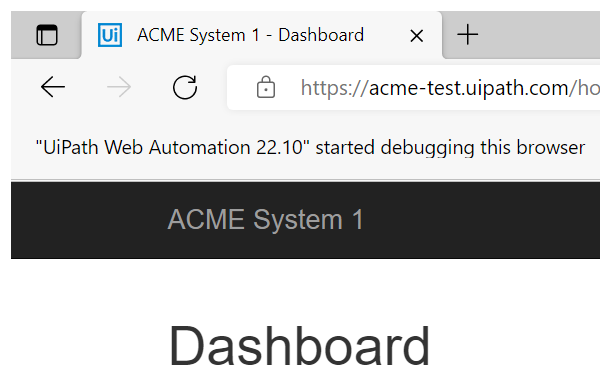 Ui ACME System 1 - Dashboard
https://acme-test.uipath.com/ho
"UiPath Web Automation 22.10" started debugging this browser
ACME System 1
Dashboard